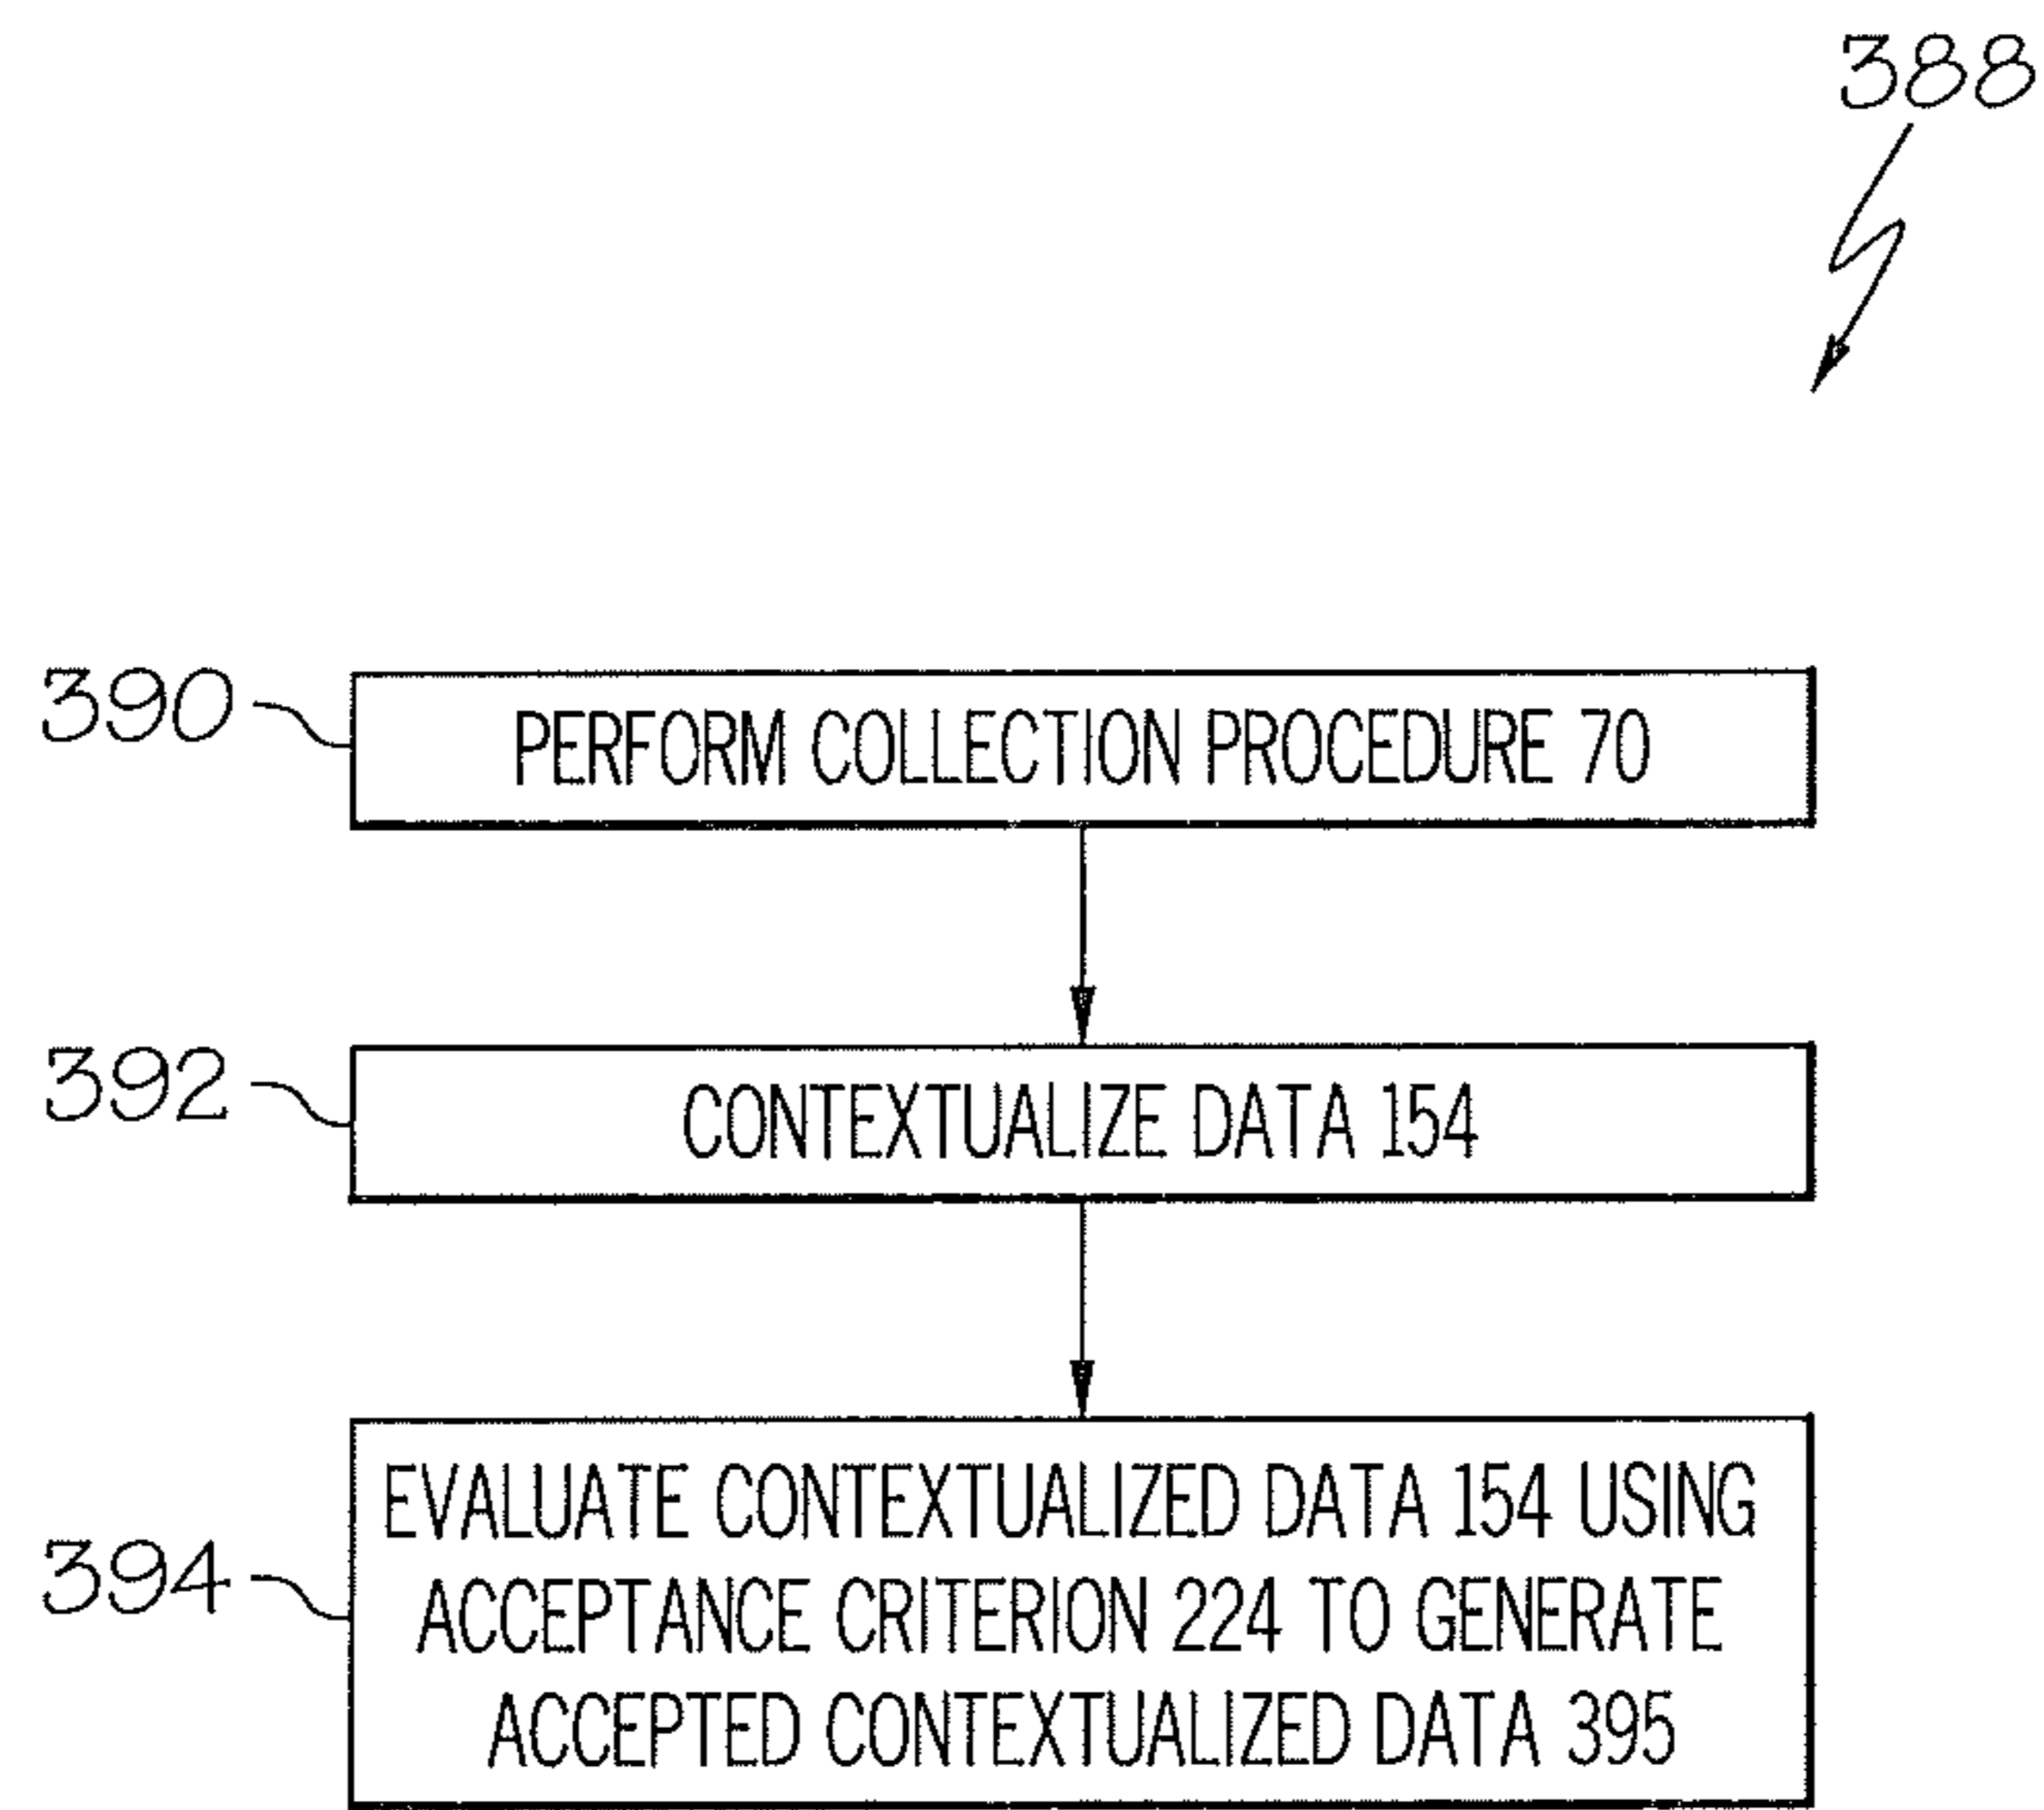 388
390
PERFORM COLLECTION PROCEDURE 70
392
CONTEXTUALIZE DATA 154
394
EVALUATE CONTEXTUALIZED DATA 154 USING
ACCEPTANCE CRITERION 224 TO GENERATE
ACCEPTED CONTEXTUALIZED DATA 395